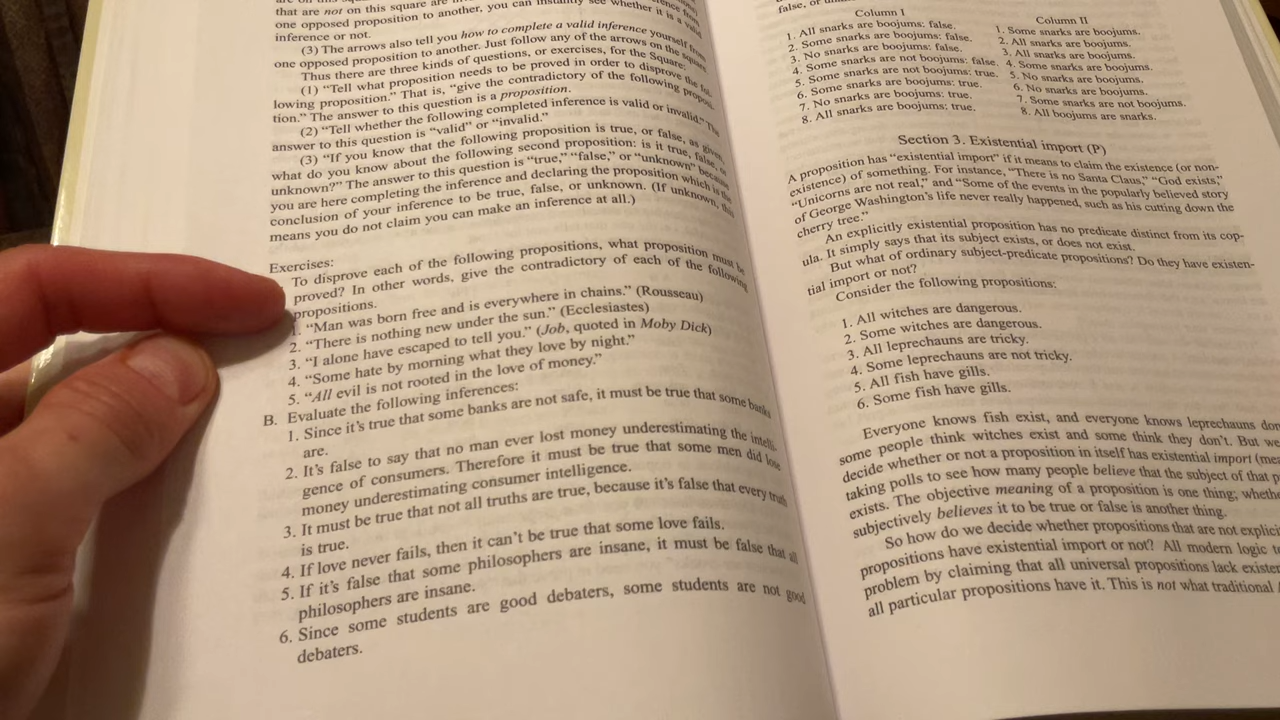 that are not on this square are
one opposed proposition to another, you can instantly see whether it is a valid
inference or not.
(3) The arrows also tell you how to complete a valid inference yourself from
one opposed proposition to another. Just follow any of the arrows on the square.
Thus there are three kinds of questions, or exercises, for the Square:
(1) “Tell what proposition needs to be proved in order to disprove the fol-
lowing proposition.” That is, “give the contradictory of the following proposi-
tion.” The answer to this question is a proposition.
(2) “Tell whether the following completed inference is valid or invalid.” The
answer to this question is “valid” or “invalid.”
(3) “If you know that the following proposition is true, or false, as given,
what do you know about the following second proposition: is it true, false, or
unknown?” The answer to this question is “true,” “false,” or “unknown” because
you are here completing the inference and declaring the proposition which is the
conclusion of your inference to be true, false, or unknown. (If unknown, this
means you do not claim you can make an inference at all.)
Exercises:
To disprove each of the following propositions, what proposition must be
proved? In other words, give the contradictory of each of the following
propositions.
1. “Man was born free and is everywhere in chains.” (Rousseau)
2. “There is nothing new under the sun.” (Ecclesiastes)
3. “I alone have escaped to tell you.” (Job, quoted in Moby Dick)
4. “Some hate by morning what they love by night.”
5. “All evil is not rooted in the love of money.”
B. Evaluate the following inferences:
1. Since it’s true that some banks are not safe, it must be true that some banks
are.
2. It’s false to say that no man ever lost money underestimating the intelli-
gence of consumers. Therefore it must be true that some men did lose
money underestimating consumer intelligence.
3. It must be true that not all truths are true, because it’s false that every truth
is true.
4. If love never fails, then it can’t be true that some love fails.
5. If it’s false that some philosophers are insane, it must be false that all
philosophers are insane.
6. Since some students are good debaters, some students are not good
debaters.
false, or
Column I
1. All snarks are boojums: false.
2. Some snarks are boojums: false.
3. No snarks are boojums: false.
4. Some snarks are not boojums: false.
5. Some snarks are not boojums: true.
6. Some snarks are boojums: true.
7. No snarks are boojums: true.
8. All snarks are boojums: true.
Column II
1. Some snarks are boojums.
2. All snarks are boojums.
3. All snarks are boojums.
4. Some snarks are boojums.
5. No snarks are boojums.
6. No snarks are boojums.
7. Some snarks are not boojums.
8. All boojums are snarks.
Section 3. Existential import (P)
A proposition has “existential import” if it means to claim the existence (or non-
existence) of something. For instance, “There is no Santa Claus,” “God exists,”
“Unicorns are not real,” and “Some of the events in the popularly believed story
of George Washington’s life never really happened, such as his cutting down the
cherry tree.”
An explicitly existential proposition has no predicate distinct from its cop-
ula. It simply says that its subject exists, or does not exist.
But what of ordinary subject-predicate propositions? Do they have existen-
tial import or not?
Consider the following propositions:
1. All witches are dangerous.
2. Some witches are dangerous.
3. All leprechauns are tricky.
4. Some leprechauns are not tricky.
5. All fish have gills.
6. Some fish have gills.
Everyone knows fish exist, and everyone knows leprechauns don
some people think witches exist and some think they don’t. But we
decide whether or not a proposition in itself has existential import
taking polls to see how many people believe that the subject of that
exists. The objective meaning of a proposition is one thing;
subjectively believes it to be true or false is another thing.
So how do we decide whether propositions that are not
propositions have existential import or not? All modern logic
problem by claiming that all universal propositions lack
all particular propositions have it. This is not what traditional